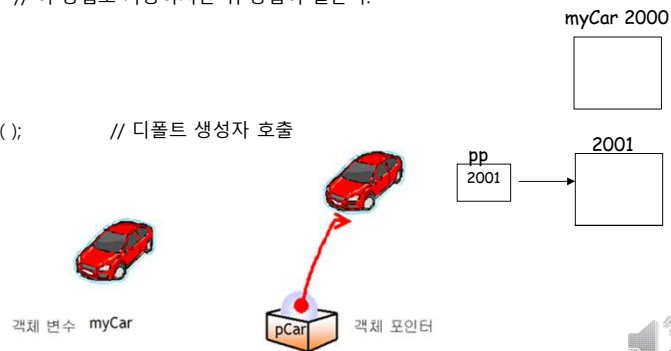 myCar 2000
( ); // 디폴트 생성자 호출
2001
pp
2001
객체 변수 myCar
pCar 객체 포인터